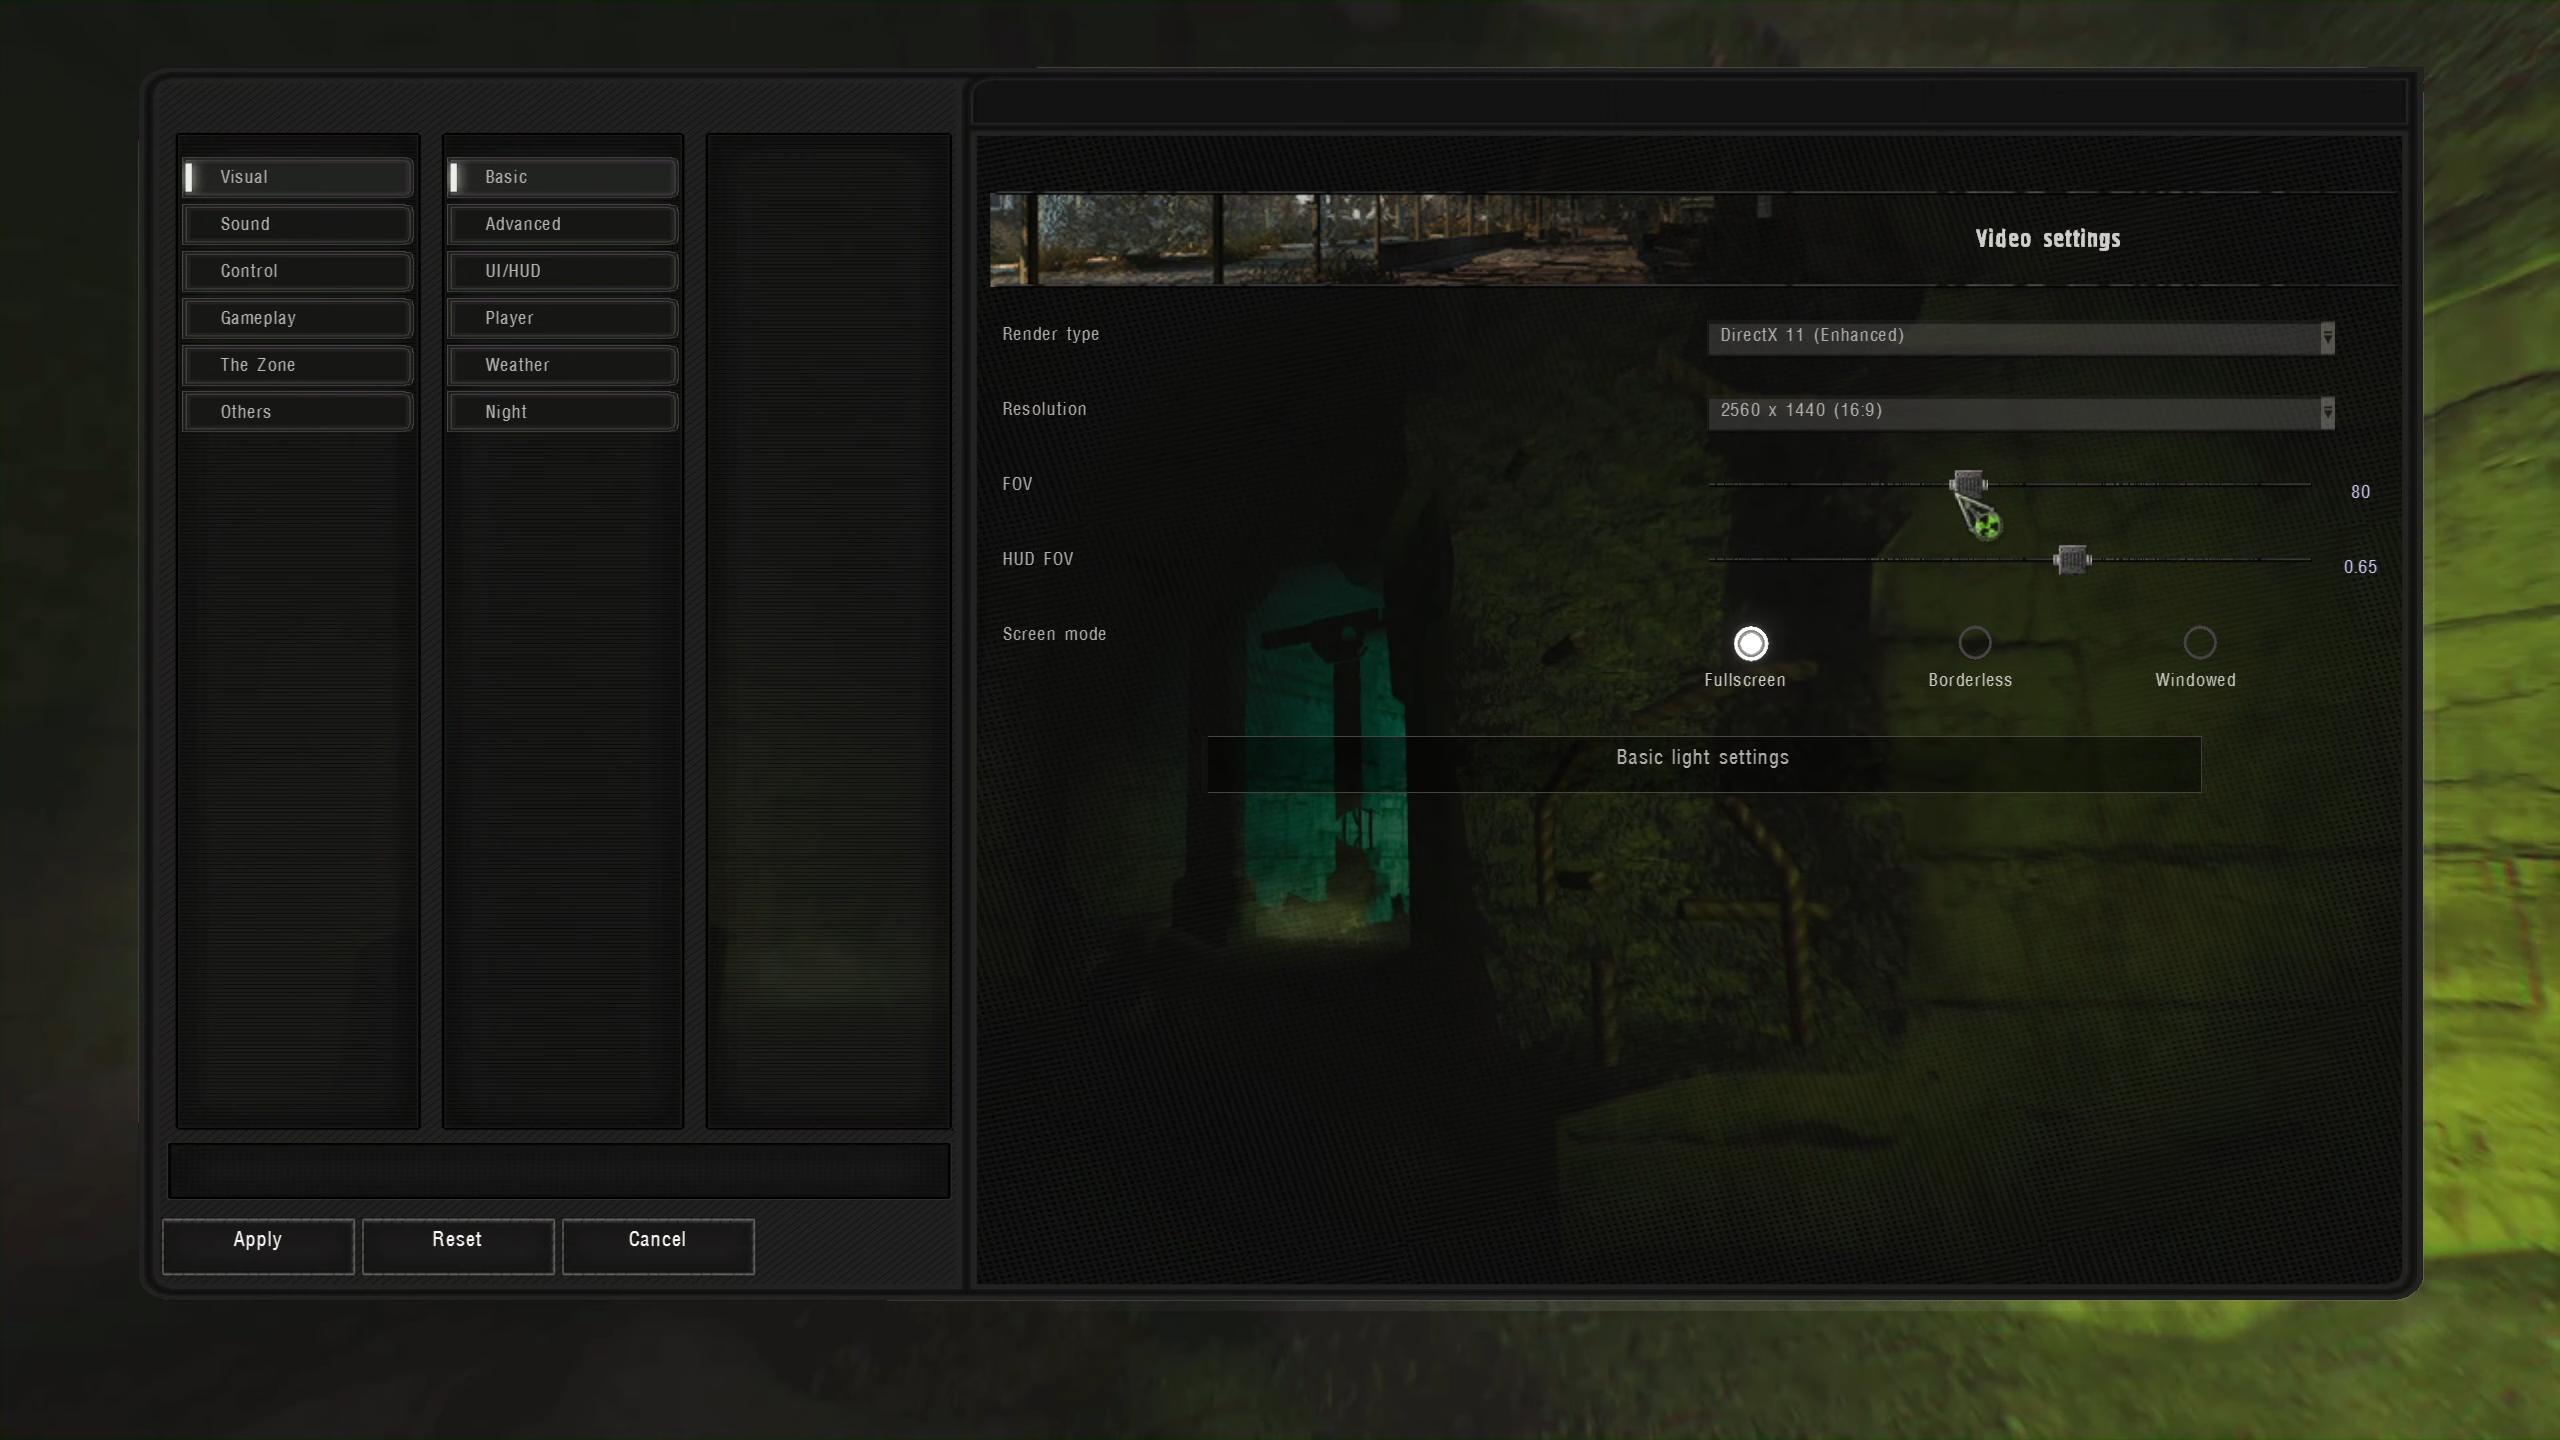 Visual
Sound
Control
Gameplay
The Zone
Others
Basic
Advanced
UI/HUD
Player
Weather
Night
Apply
Reset
Cancel
Video settings
Render type
DirectX 11 (Enhanced)
Resolution
2560 x 1440 (16:9)
FOV
80
HUD FOV
0.65
Screen mode
Fullscreen
Borderless
Windowed
Basic light settings